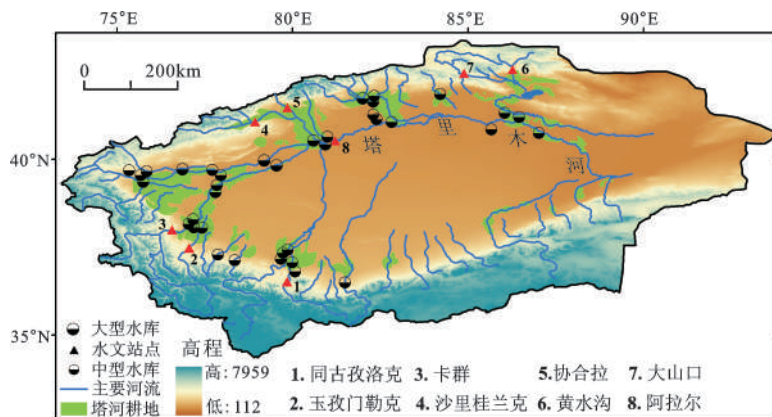 75°E 80°E 85°E 90°E
0 200km
7 6
5
4
8
塔里木河
40°N
3
2
1
35°N
大型水库
水文站点
中型水库
主要河流
塔河耕地
高程
高:7959
低:112
1. 同古孜洛克 3. 卡群 5.协合拉 7. 大山口
2. 玉孜门勒克 4. 沙里桂兰克 6. 黄水沟 8. 阿拉尔